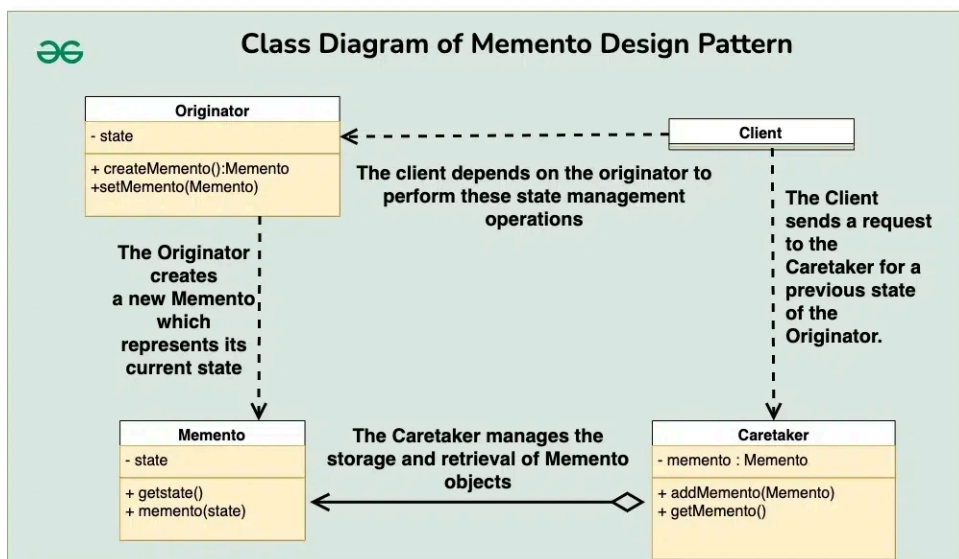 Class Diagram of Memento Design Pattern
Originator
- state
+ createMemento():Memento
+setMemento(Memento)
Client
The client depends on the originator to
perform these state management
operations
The Client
sends a request
to the
Caretaker for a
previous state
of the
Originator.
The Originator
creates
a new Memento
which
represents its
current state
Memento
- state
+ getstate()
+ memento(state)
The Caretaker manages the
storage and retrieval of Memento
objects
Caretaker
- memento : Memento
+ addMemento(Memento)
+ getMemento()